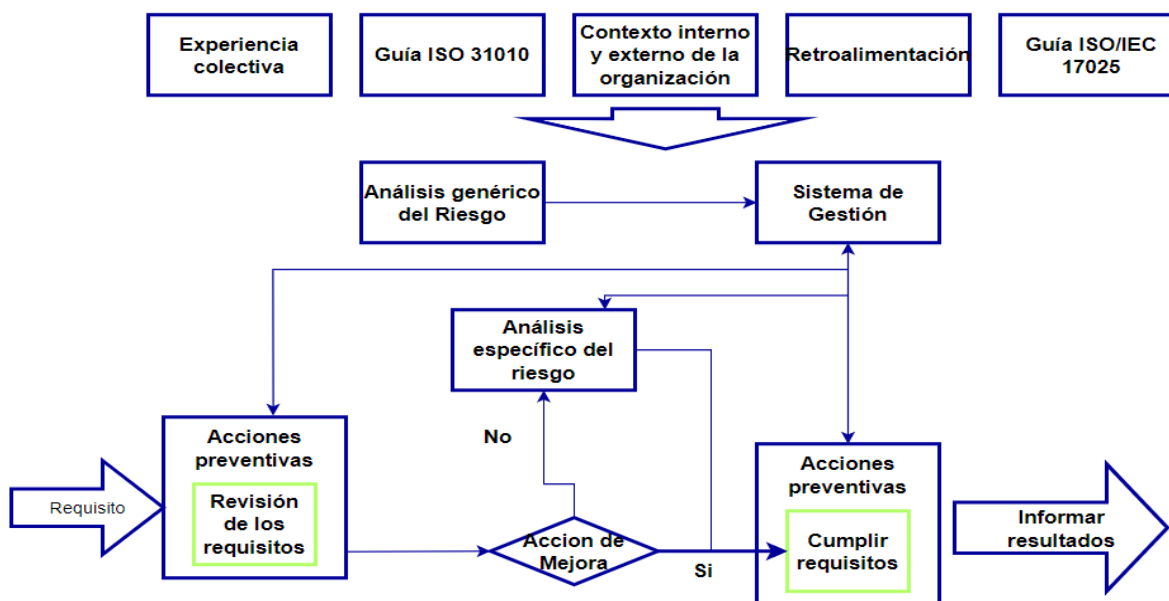 Experiencia
colectiva
Guía ISO 31010
Contexto interno
y externo de la
organización
Retroalimentación
Guía ISO/IEC
17025
Análisis genérico
del Riesgo
Sistema de
Gestión
Análisis
específico del
riesgo
No
Acciones
preventivas
Revisión
de los
requisitos
Requisito
Accion de
Mejora
Si
Acciones
preventivas
Cumplir
requisitos
Informar
resultados